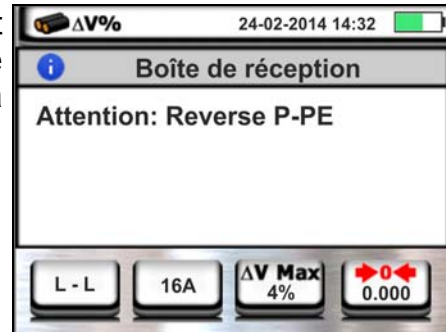 ΔV%
24-02-2014 14:32
Boîte de réception
Attention: Reverse P-PE
L - L
16A
ΔV Max
4%
0
0.000